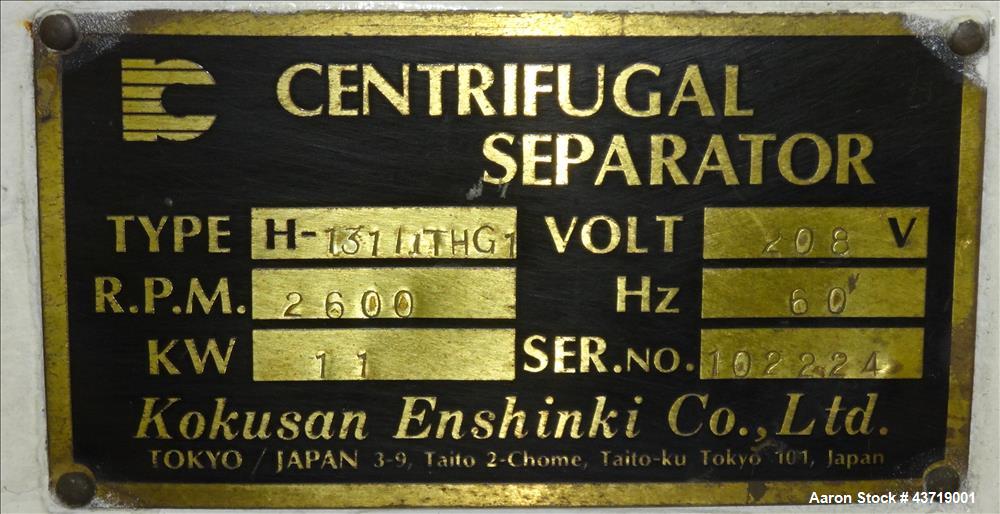 CENTRIFUGAL
SEPARATOR
TYPE H- VOLT 208 V
R.P.M. 2600 Hz 60
KW 11 SER.NO. 102224
Kokusan Enshinki Co., Ltd.
TOKYO / JAPAN 3-9, Taito 2-Chome, Taito-ku Tokyo 101, Japan
Aaron Stock # 43719001